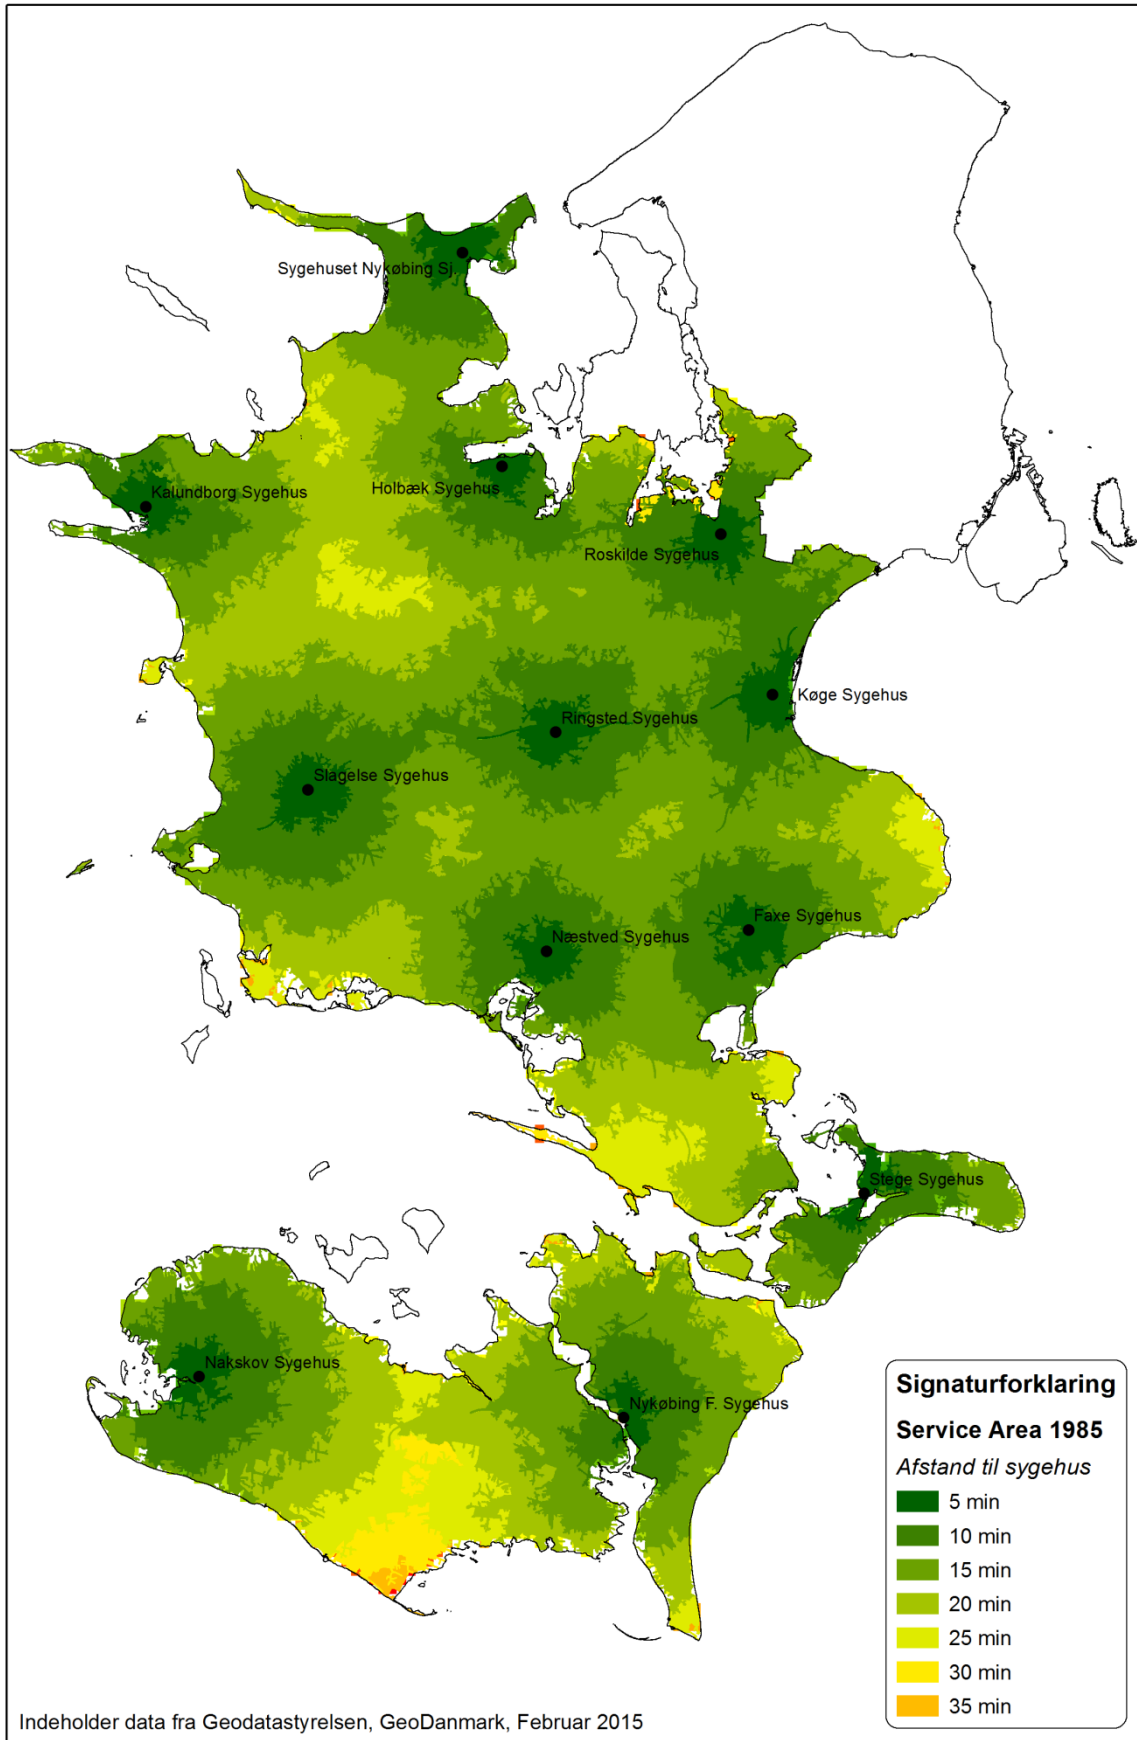 Sygehuset Nykøbing Sj.
Kalundborg Sygehus
Holbæk Sygehus
Roskilde Sygehus
Køge Sygehus
Ringsted Sygehus
Slagelse Sygehus
Faxe Sygehus
Næstved Sygehus
Stege Sygehus
Nakskov Sygehus
Nykøbing F. Sygehus
Signaturforklaring
Service Area 1985
Afstand til sygehus
5 min
10 min
15 min
20 min
25 min
30 min
35 min
Indeholder data fra Geodatastyrelsen, GeoDanmark, Februar 2015